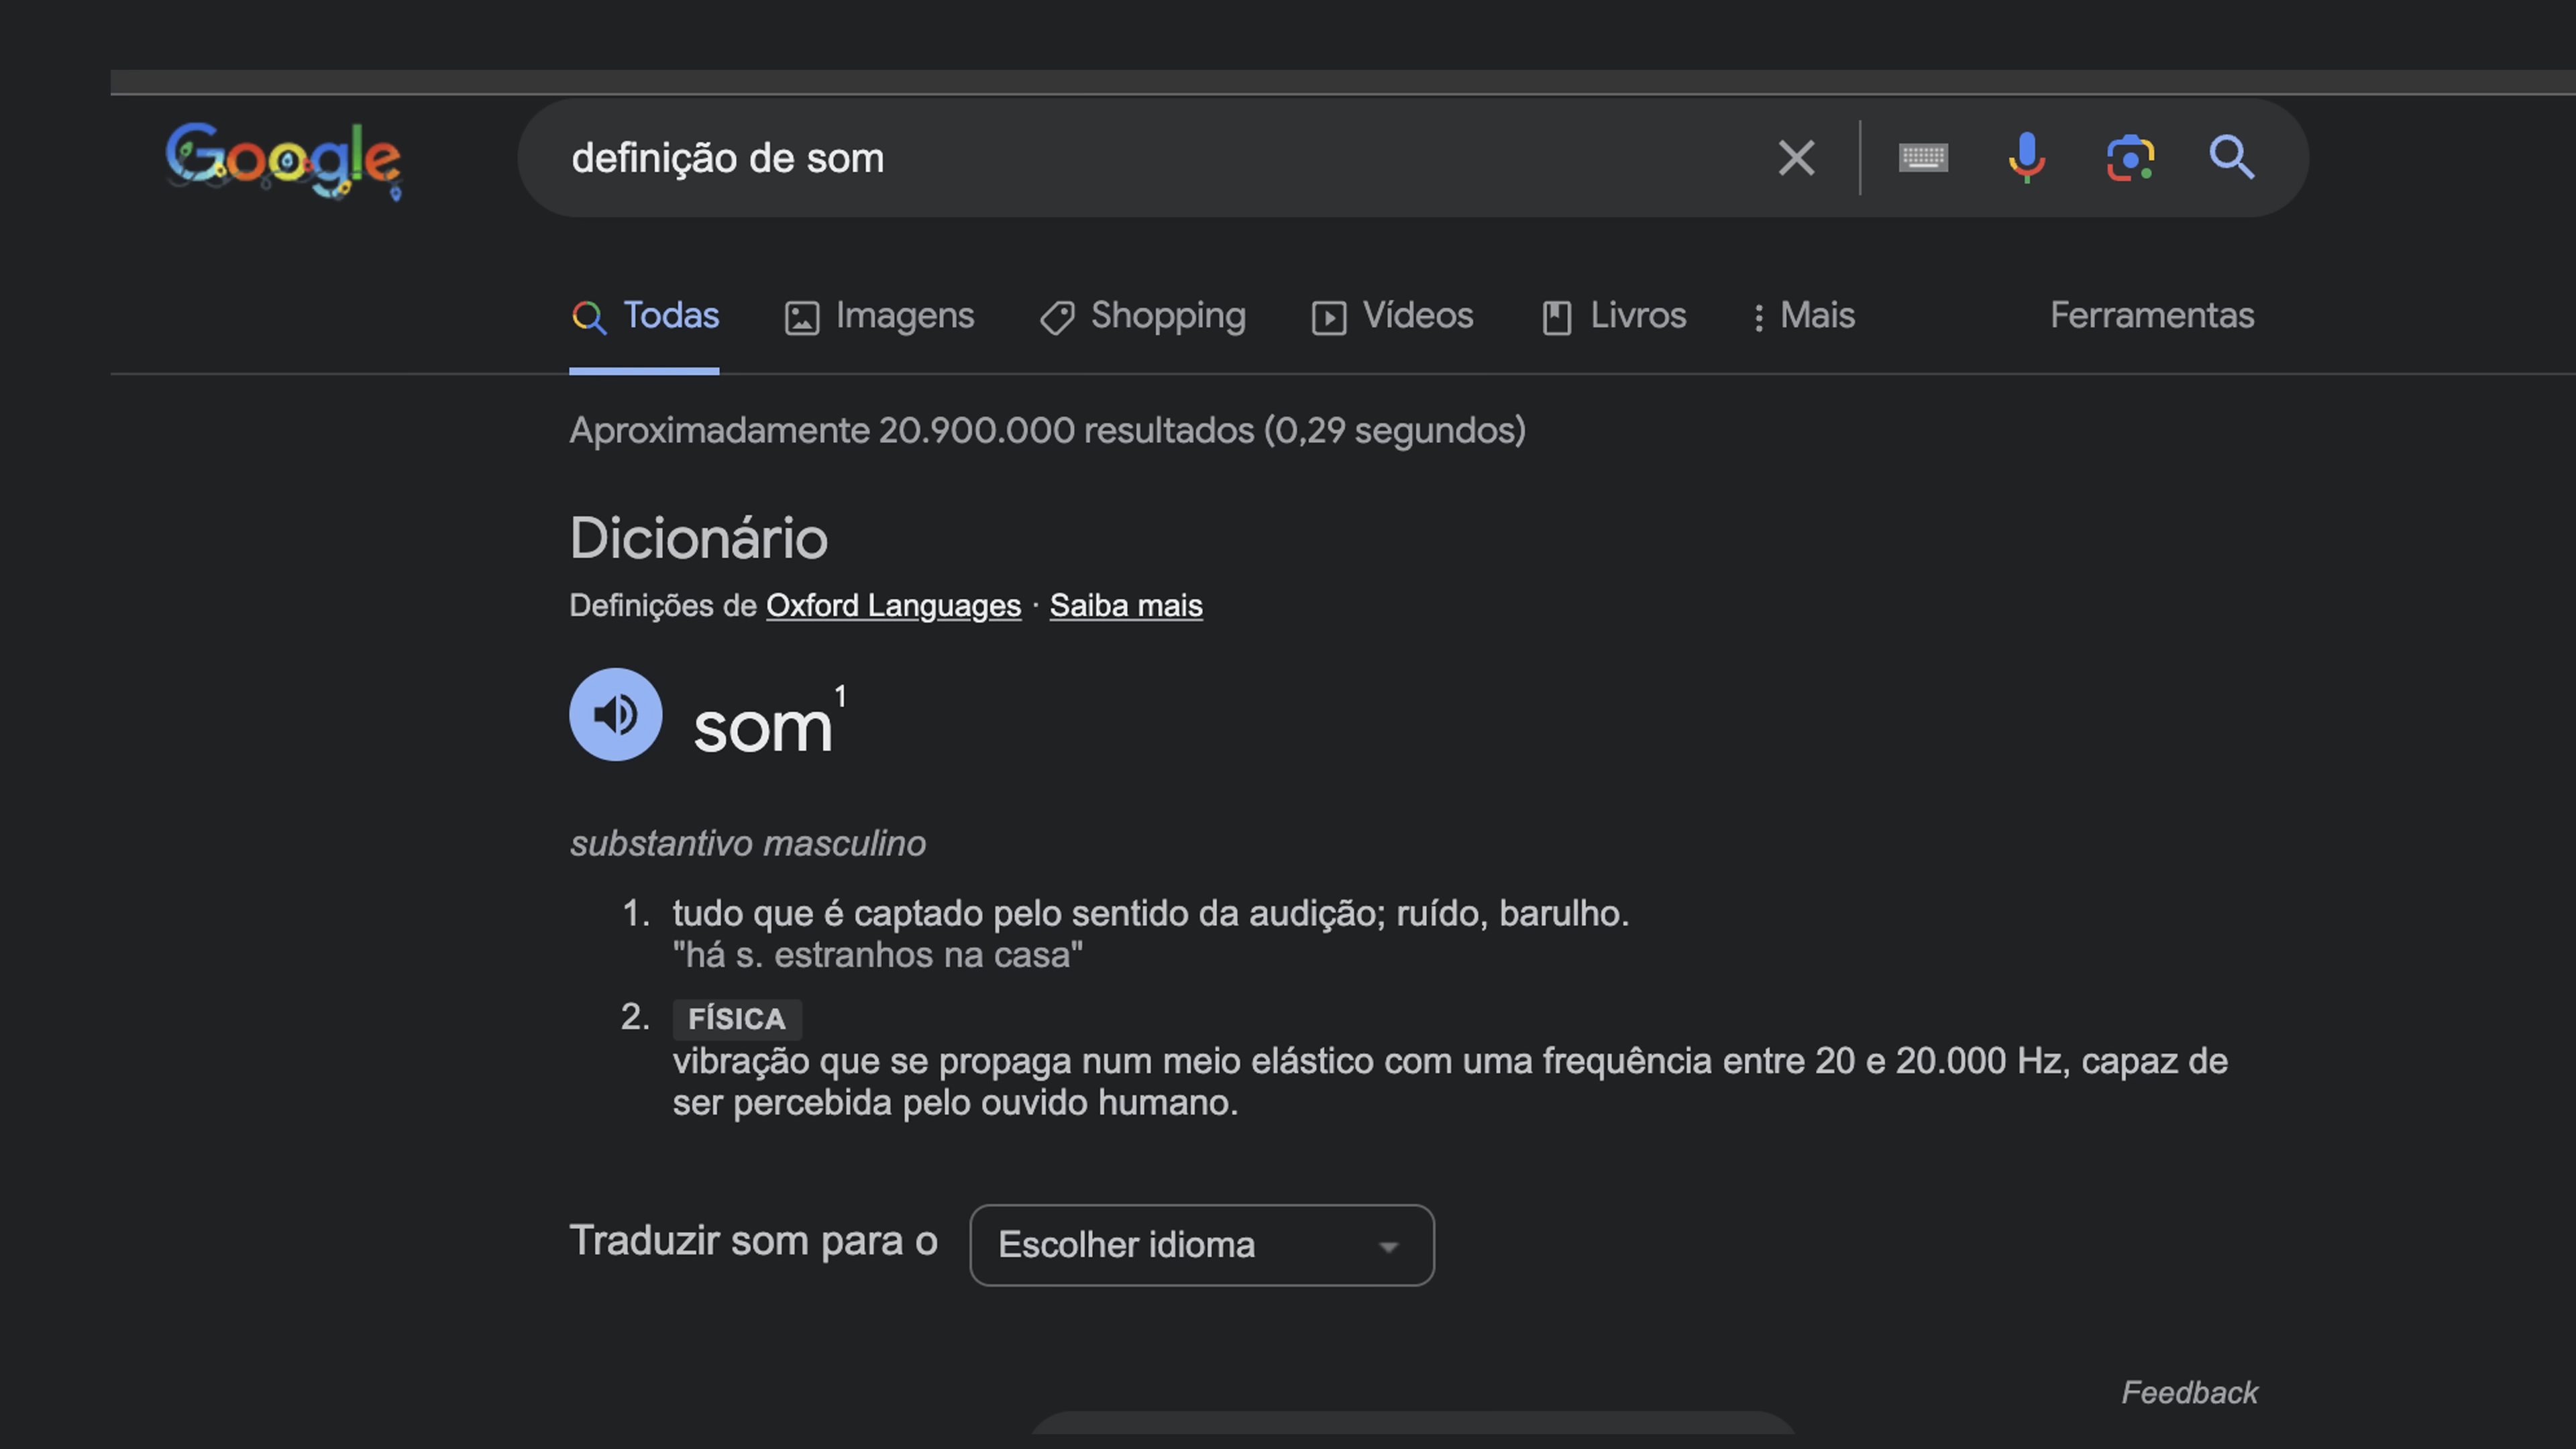 Google
definição de som
Todas Imagens Shopping Vídeos Livros Mais Ferramentas
Aproximadamente 20.900.000 resultados (0,29 segundos)
Dicionário
Definições de Oxford Languages · Saiba mais
som¹
substantivo masculino
1. tudo que é captado pelo sentido da audição; ruído, barulho.
"há s. estranhos na casa"
2. FÍSICA
vibração que se propaga num meio elástico com uma frequência entre 20 e 20.000 Hz, capaz de
ser percebida pelo ouvido humano.
Traduzir som para o Escolher idioma
Feedback